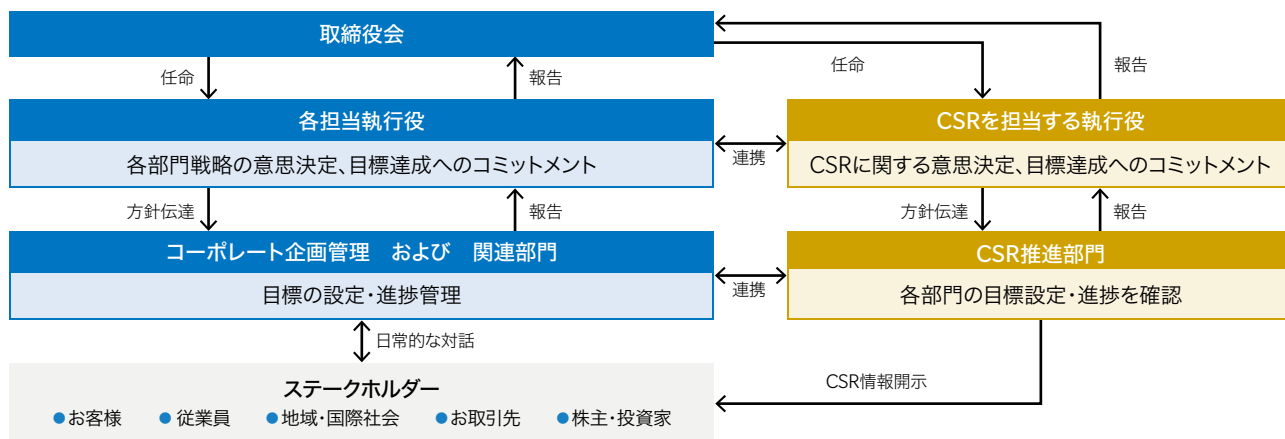 取締役会
任命
報告
任命
報告
各担当執行役
各部門戦略の意思決定、目標達成へのコミットメント
連携
CSRを担当する執行役
CSRに関する意思決定、目標達成へのコミットメント
方針伝達
報告
方針伝達
報告
コーポレート企画管理　および　関連部門
目標の設定・進捗管理
連携
CSR推進部門
各部門の目標設定・進捗を確認
日常的な対話
CSR情報開示
ステークホルダー
●お客様　●従業員　●地域・国際社会　●お取引先　●株主・投資家